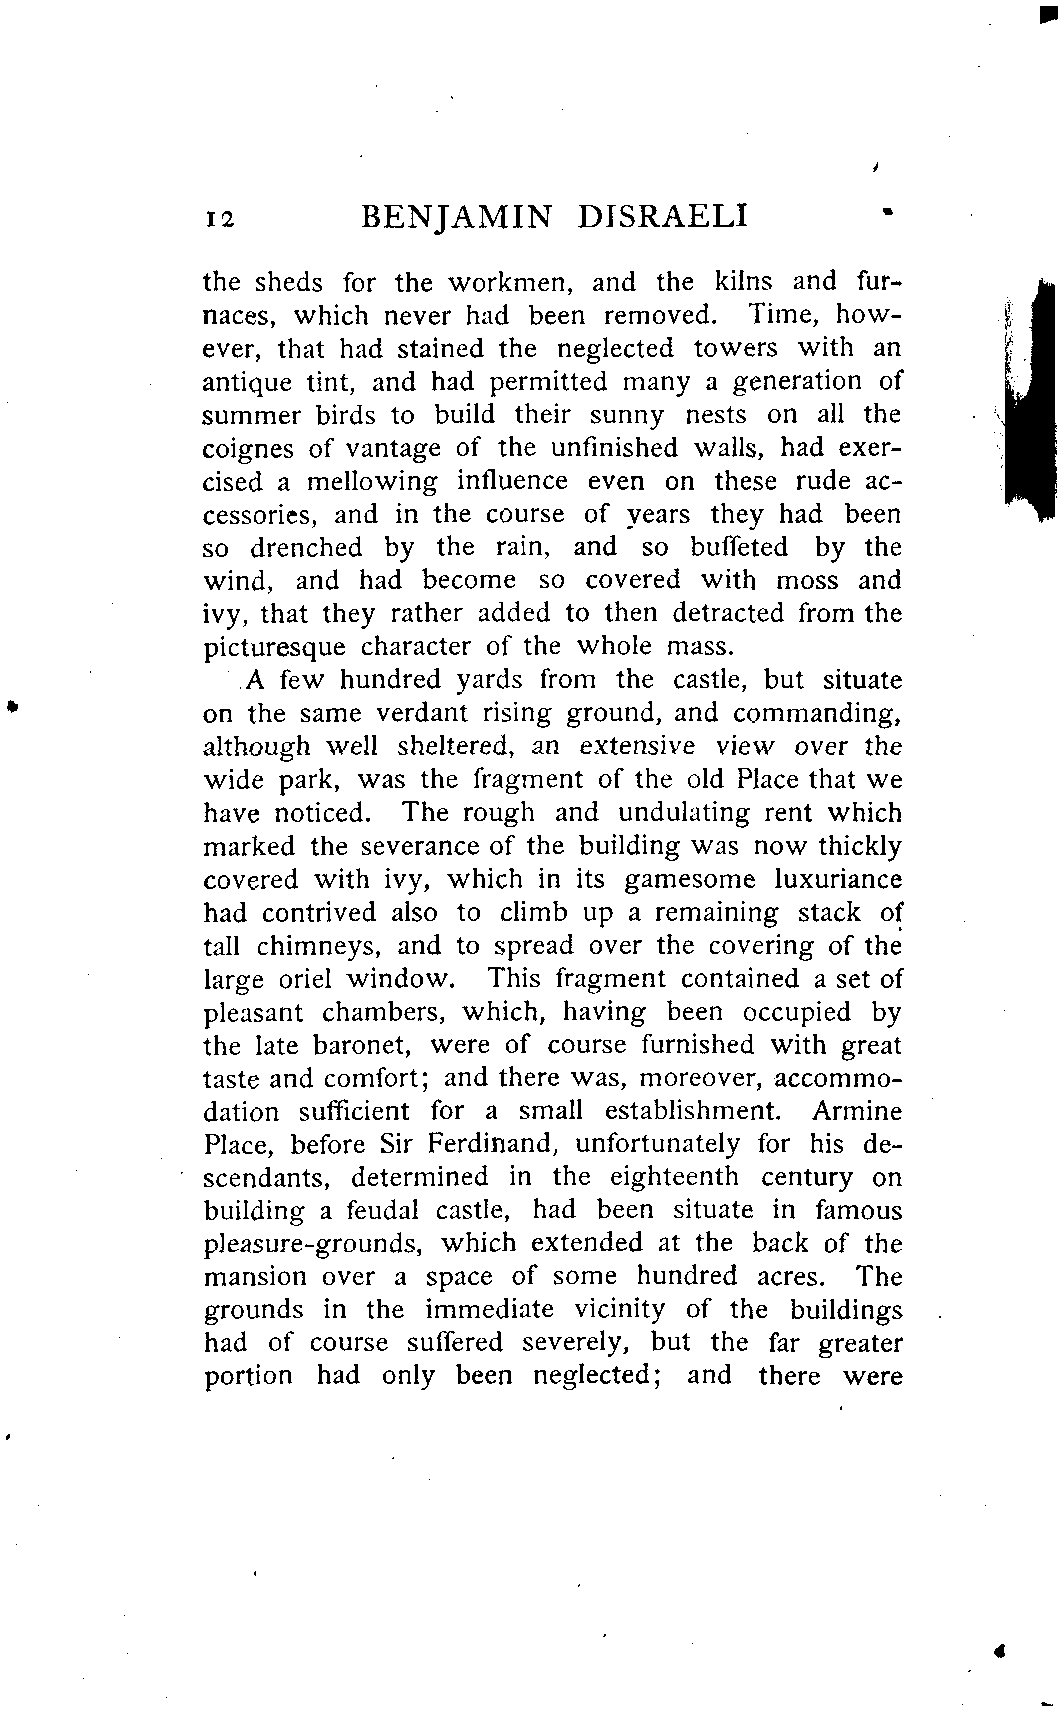 12 BENJAMIN DISRAELI
the sheds for the workmen, and the kilns and fur-
naces, which never had been removed. Time, how-
ever, that had stained the neglected towers with an
antique tint, and had permitted many a generation of
summer birds to build their sunny nests on all the
coignes of vantage of the unfinished walls, had exer-
cised a mellowing influence even on these rude ac-
cessories, and in the course of years they had been
so drenched by the rain, and so buffeted by the
wind, and had become so covered with moss and
ivy, that they rather added to then detracted from the
picturesque character of the whole mass.
A few hundred yards from the castle, but situate
on the same verdant rising ground, and commanding,
although well sheltered, an extensive view over the
wide park, was the fragment of the old Place that we
have noticed. The rough and undulating rent which
marked the severance of the building was now thickly
covered with ivy, which in its gamesome luxuriance
had contrived also to climb up a remaining stack of
tall chimneys, and to spread over the covering of the
large oriel window. This fragment contained a set of
pleasant chambers, which, having been occupied by
the late baronet, were of course furnished with great
taste and comfort; and there was, moreover, accommo-
dation sufficient for a small establishment. Armine
Place, before Sir Ferdinand, unfortunately for his de-
scendants, determined in the eighteenth century on
building a feudal castle, had been situate in famous
pleasure-grounds, which extended at the back of the
mansion over a space of some hundred acres. The
grounds in the immediate vicinity of the buildings
had of course suffered severely, but the far greater
portion had only been neglected; and there were